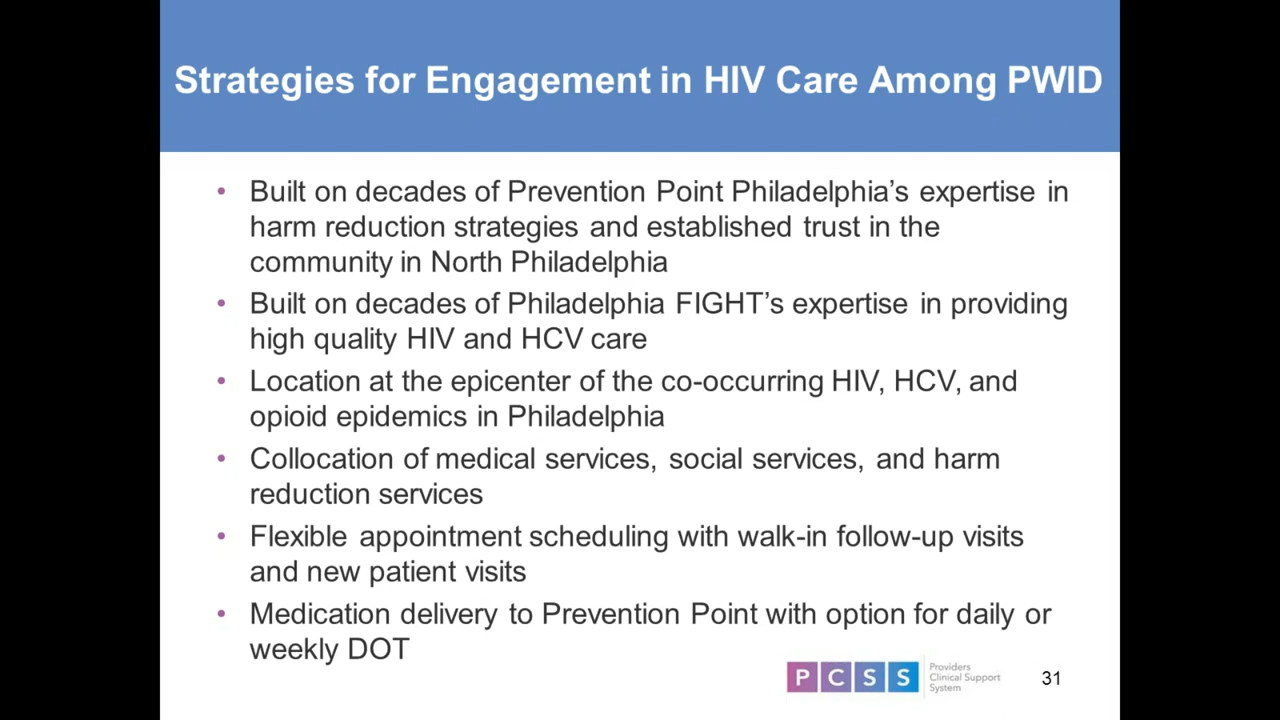 Strategies for Engagement in HIV Care Among PWID
• Built on decades of Prevention Point Philadelphia’s expertise in
harm reduction strategies and established trust in the
community in North Philadelphia
• Built on decades of Philadelphia FIGHT’s expertise in providing
high quality HIV and HCV care
• Location at the epicenter of the co-occurring HIV, HCV, and
opioid epidemics in Philadelphia
• Collocation of medical services, social services, and harm
reduction services
• Flexible appointment scheduling with walk-in follow-up visits
and new patient visits
• Medication delivery to Prevention Point with option for daily or
weekly DOT
PCSS
Providers
Clinical Support
System
31